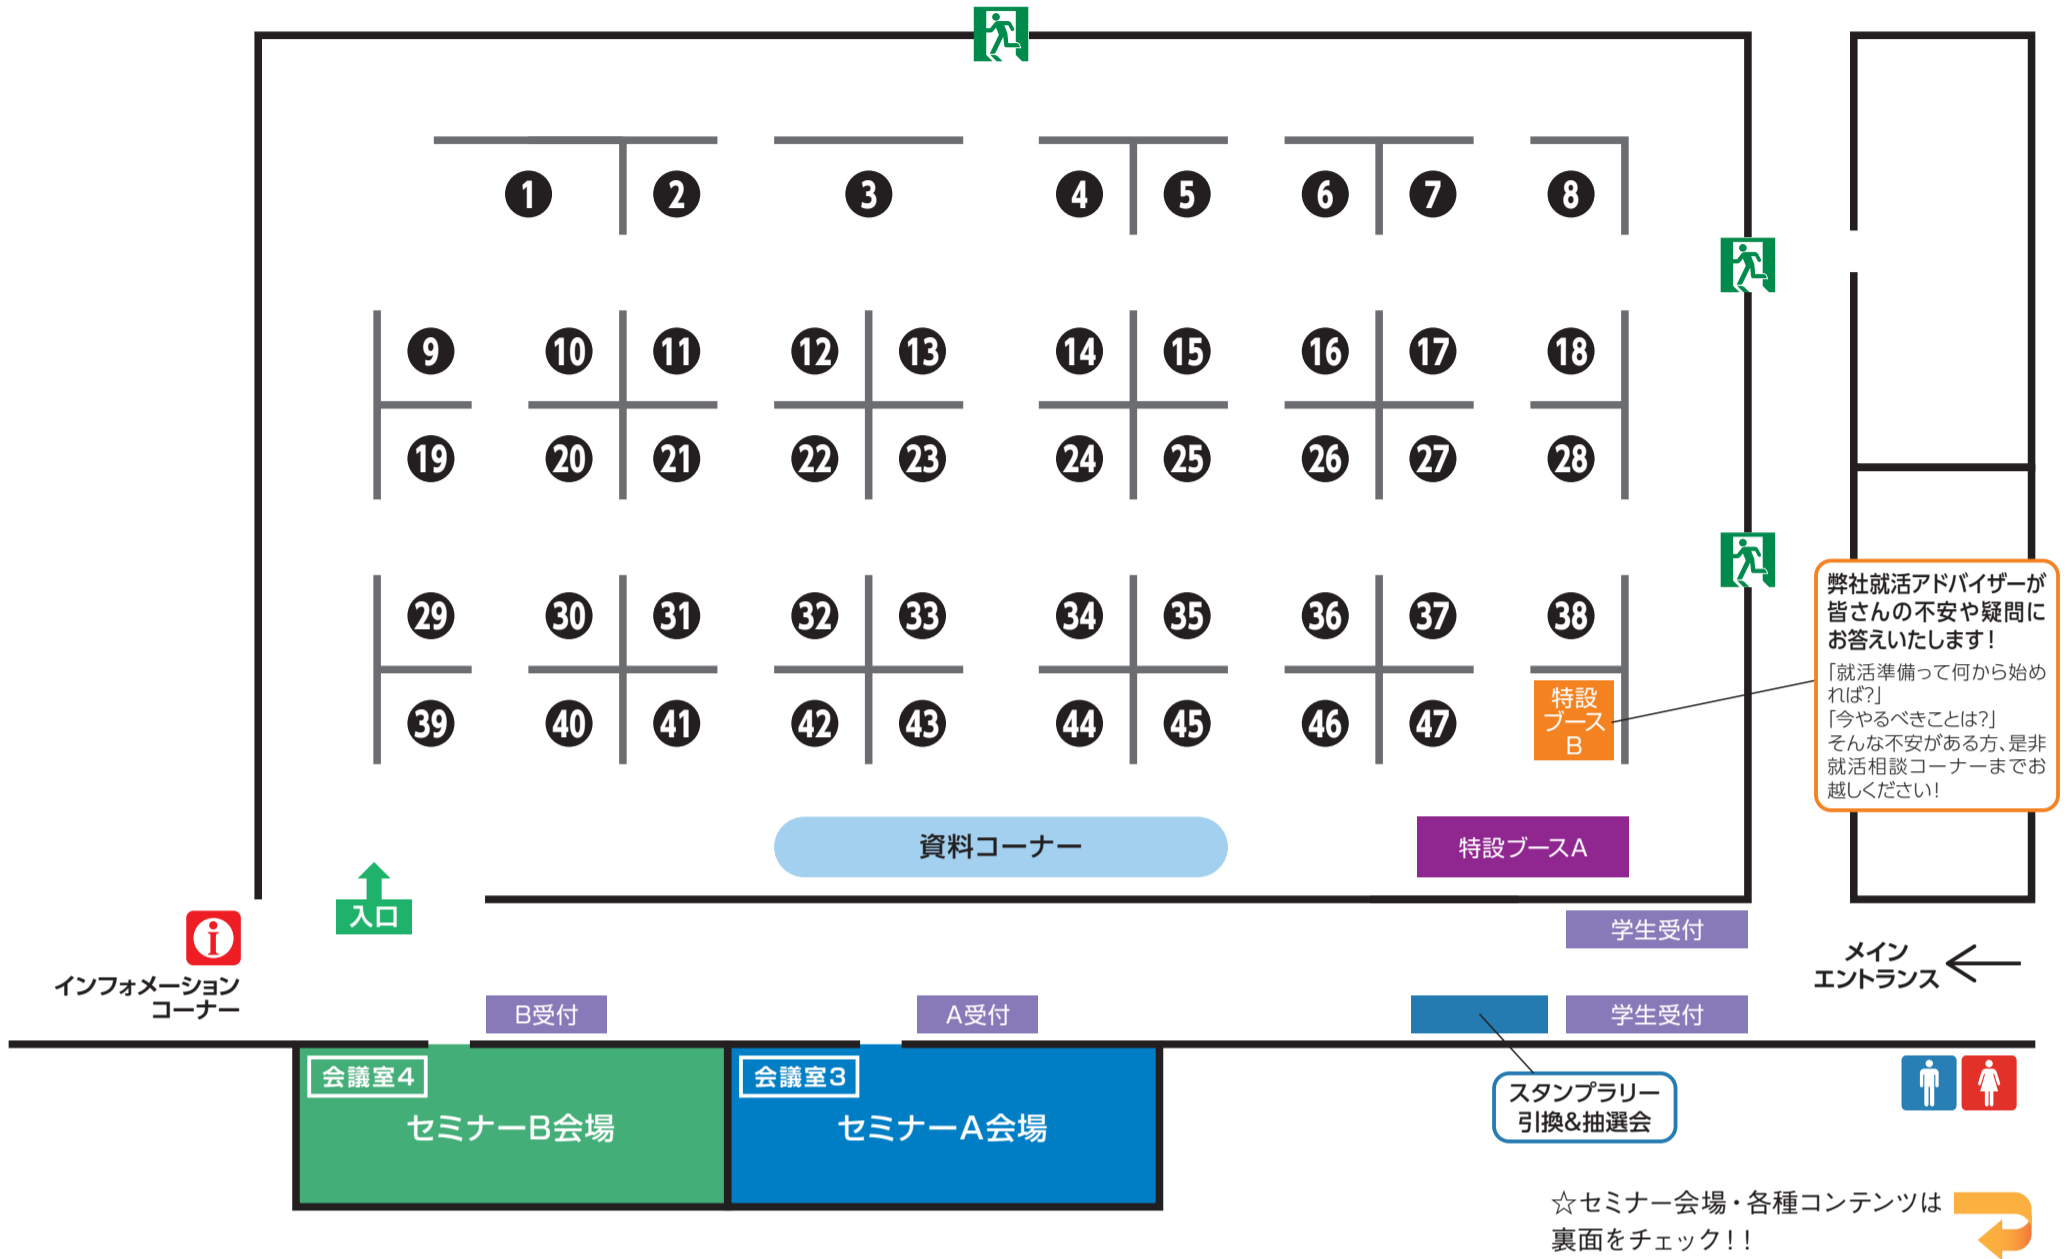 1 2 3 4 5 6 7 8
9 10 11 12 13 14 15 16 17 18
19 20 21 22 23 24 25 26 27 28
29 30 31 32 33 34 35 36 37 38
39 40 41 42 43 44 45 46 47
特設
ブース
B
弊社就活アドバイザーが
皆さんの不安や疑問に
お答えいたします!
「就活準備って何から始め
れば?」
「今やるべきことは?」
そんな不安がある方、是非
就活相談コーナーまでお
越しください!
資料コーナー
特設ブースA
入口
i
インフォメーション
コーナー
学生受付
メイン
エントランス
B受付
A受付
学生受付
会議室4
セミナーB会場
会議室3
セミナーA会場
スタンプラリー
引換&抽選会
☆セミナー会場・各種コンテンツは
裏面をチェック!!